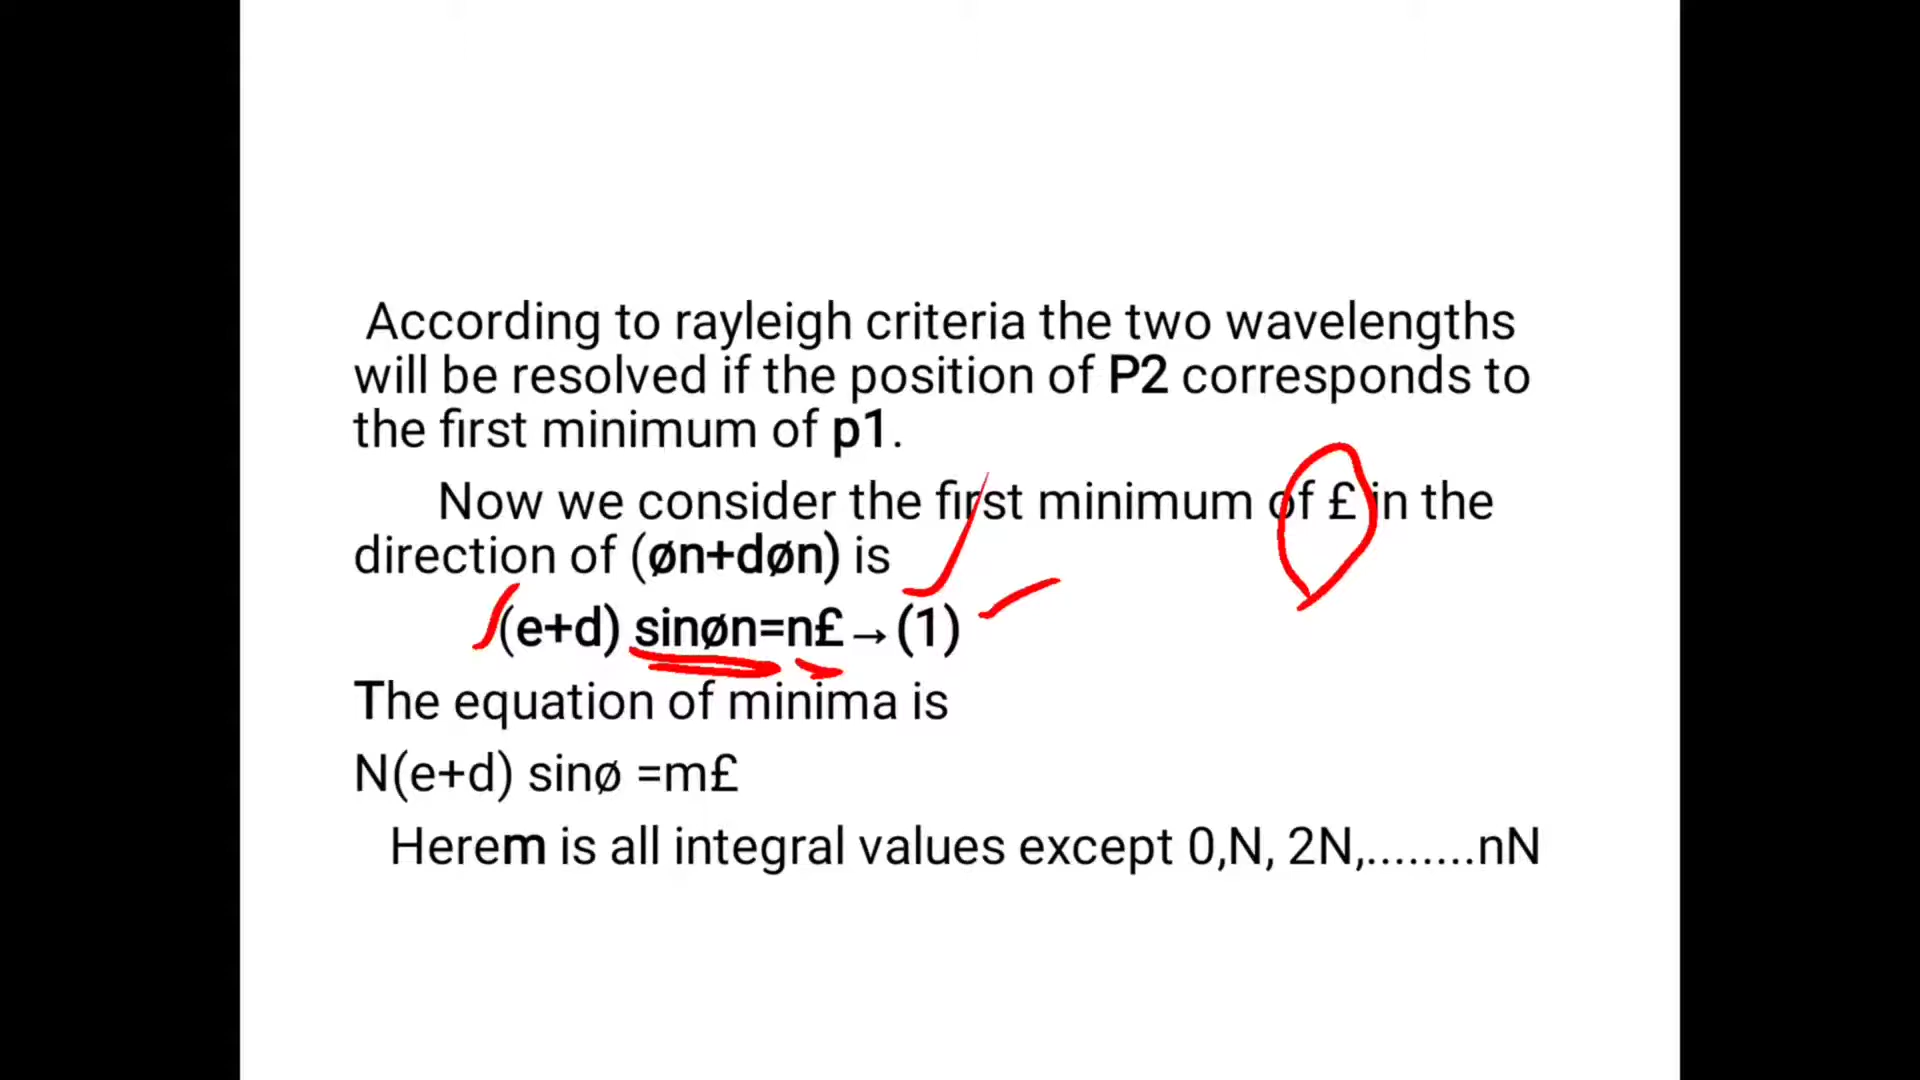 According to rayleigh criteria the two wavelengths
will be resolved if the position of P2 corresponds to
the first minimum of p1.
Now we consider the first minimum of £ in the
direction of (øn+døn) is
(e+d) sinøn=n£→(1)
The equation of minima is
N(e+d) sinø =m£
Herem is all integral values except 0,N, 2N,........nN